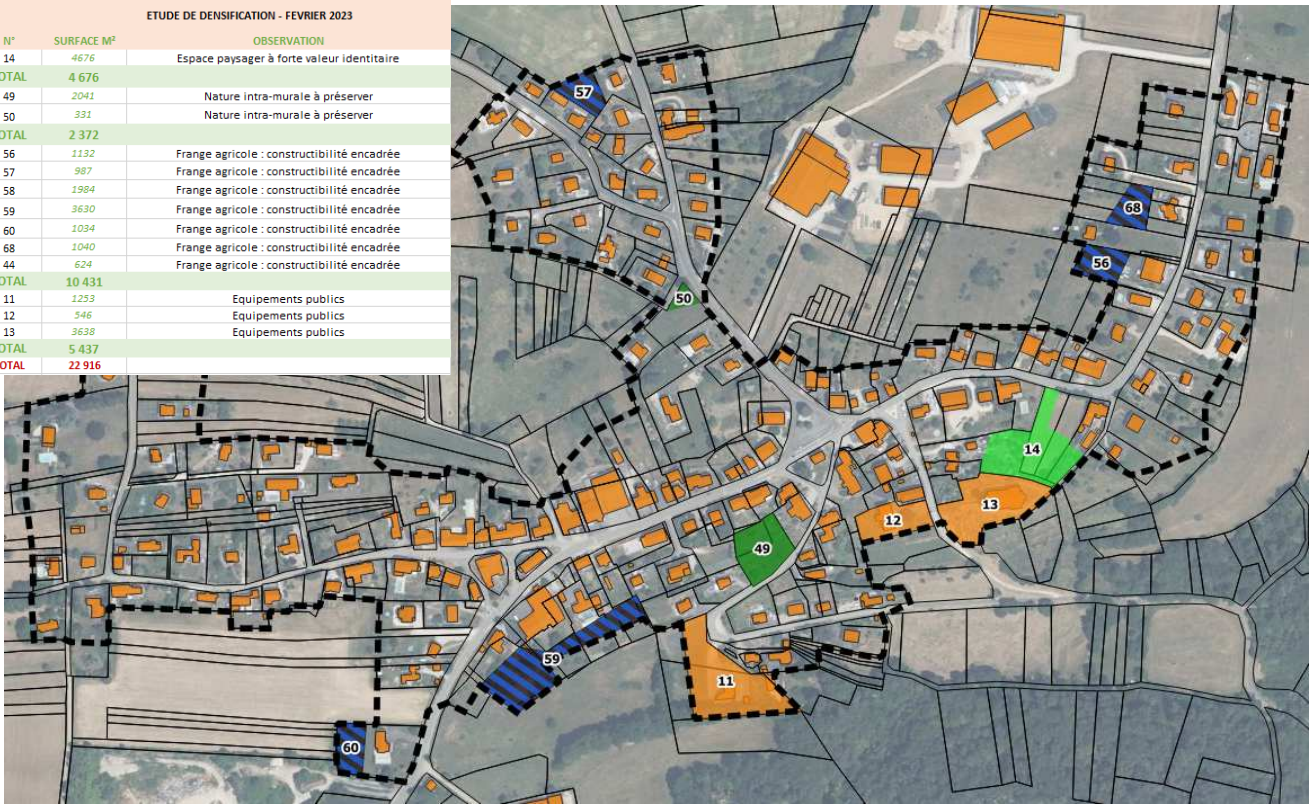 ETUDE DE DENSIFICATION - FEVRIER 2023
N° SURFACE M² OBSERVATION
14 4676 Espace paysager à forte valeur identitaire
OTAL 4 676
49 2041 Nature intra-murale à préserver
50 331 Nature intra-murale à préserver
OTAL 2 372
56 1132 Frange agricole : constructibilité encadrée
57 987 Frange agricole : constructibilité encadrée
58 1984 Frange agricole : constructibilité encadrée
59 3630 Frange agricole : constructibilité encadrée
60 1034 Frange agricole : constructibilité encadrée
68 1040 Frange agricole : constructibilité encadrée
44 624 Frange agricole : constructibilité encadrée
OTAL 10 431
11 1253 Equipements publics
12 546 Equipements publics
13 3638 Equipements publics
OTAL 5 437
OTAL 22 916
57
68
56
50
14
13
12
49
59
11
60